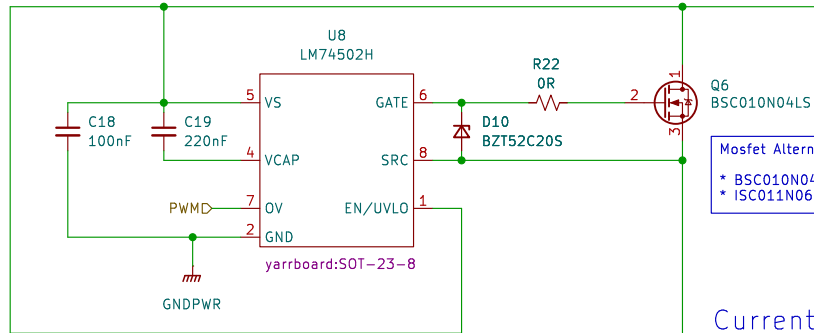 U8
LM74502H
R22
0R
Q6
BSC010N04LS
1
2
3
C18
100nF
C19
220nF
5
VS
GATE
6
D10
BZT52C20S
4
VCAP
SRC
8
PWM
7
OV
EN/UVLO
1
2
GND
yarrboard:SOT-23-8
GNDPWR
Mosfet Altern
* BSC010N04
* ISC011N06
Current